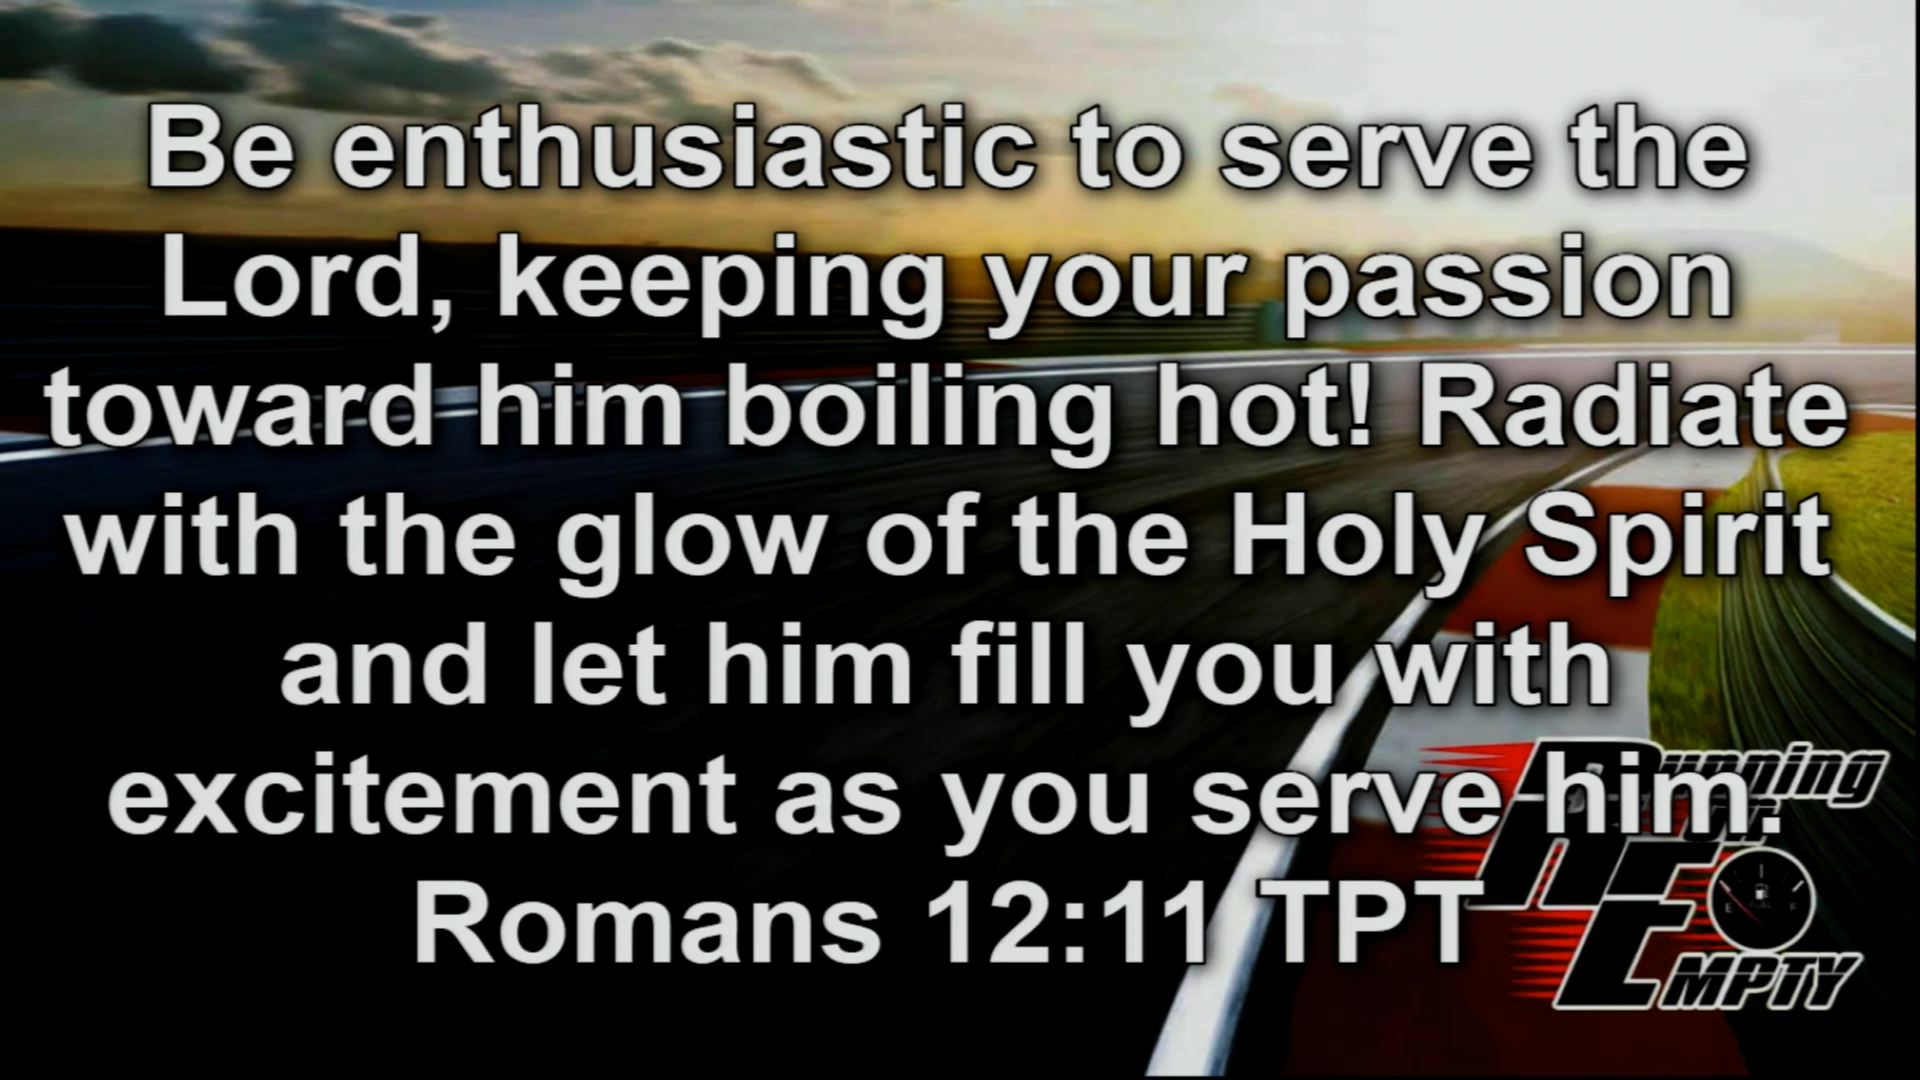 Be enthusiastic to serve the
Lord, keeping your passion
toward him boiling hot! Radiate
with the glow of the Holy Spirit
and let him fill you with
excitement as you serve him.
Romans 12:11 TPT
Running
on
EMPTY
E FUEL F